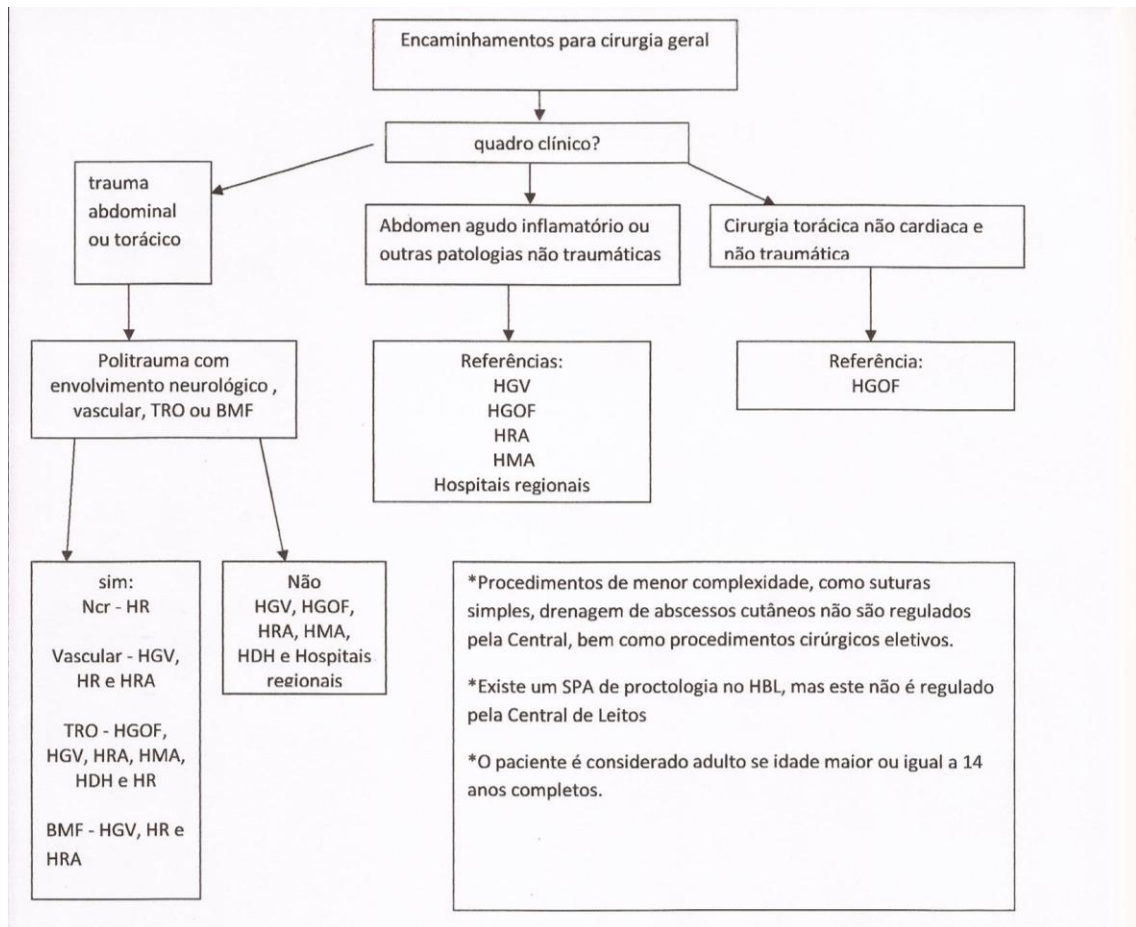 Encaminhamentos para cirurgia geral
quadro clínico?
trauma
abdominal
ou torácico
Abdomen agudo inflamatório ou
outras patologias não traumáticas
Cirurgia torácica não cardiaca e
não traumática
Politrauma com
envolvimento neurológico ,
vascular, TRO ou BMF
Referências:
HGV
HGOF
HRA
HMA
Hospitais regionais
Referência:
HGOF
sim:
Ncr - HR
Vascular - HGV,
HR e HRA
TRO - HGOF,
HGV, HRA, HMA,
HDH e HR
BMF - HGV, HR e
HRA
Não
HGV, HGOF,
HRA, HMA,
HDH e Hospitais
regionais
*Procedimentos de menor complexidade, como suturas
simples, drenagem de abscessos cutâneos não são regulados
pela Central, bem como procedimentos cirúrgicos eletivos.
*Existe um SPA de proctologia no HBL, mas este não é regulado
pela Central de Leitos
*O paciente é considerado adulto se idade maior ou igual a 14
anos completos.